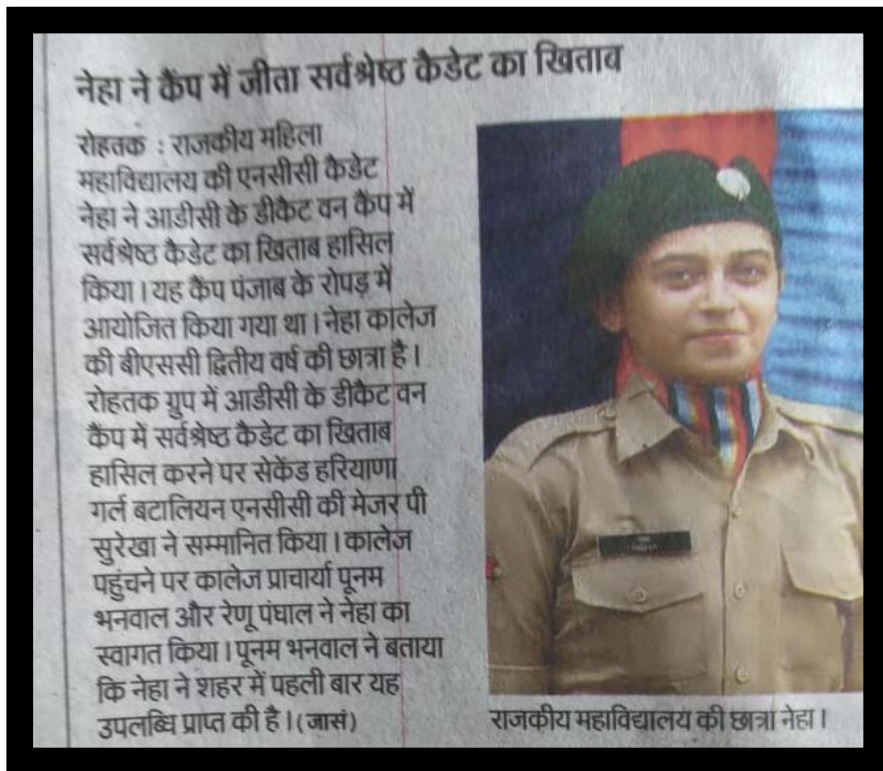 नेहा ने कैंप में जीता सर्वश्रेष्ठ कैडेट का खिताब
रोहतक : राजकीय महिला
महाविद्यालय की एनसीसी कैडेट
नेहा ने आडीसी के डीकैट वन कैंप में
सर्वश्रेष्ठ कैडेट का खिताब हासिल
किया। यह कैंप पंजाब के रोपड़ में
आयोजित किया गया था। नेहा कालेज
की बीएससी द्वितीय वर्ष की छात्रा है।
रोहतक ग्रुप में आडीसी के डीकैट वन
कैंप में सर्वश्रेष्ठ कैडेट का खिताब
हासिल करने पर सेकेंड हरियाणा
गर्ल बटालियन एनसीसी की मेजर पी
सुरेखा ने सम्मानित किया। कालेज
पहुंचने पर कालेज प्राचार्या पूनम
भनवाल और रेणू पंघाल ने नेहा का
स्वागत किया। पूनम भनवाल ने बताया
कि नेहा ने शहर में पहली बार यह
उपलब्धि प्राप्त की है। (जासं)
राजकीय महाविद्यालय की छात्रा नेहा।